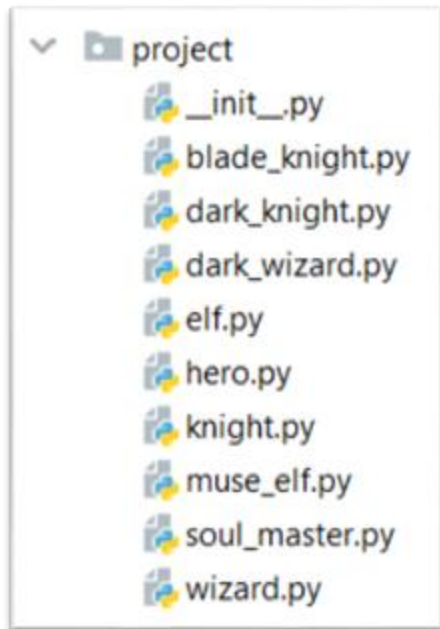 project
__init__.py
blade_knight.py
dark_knight.py
dark_wizard.py
elf.py
hero.py
knight.py
muse_elf.py
soul_master.py
wizard.py